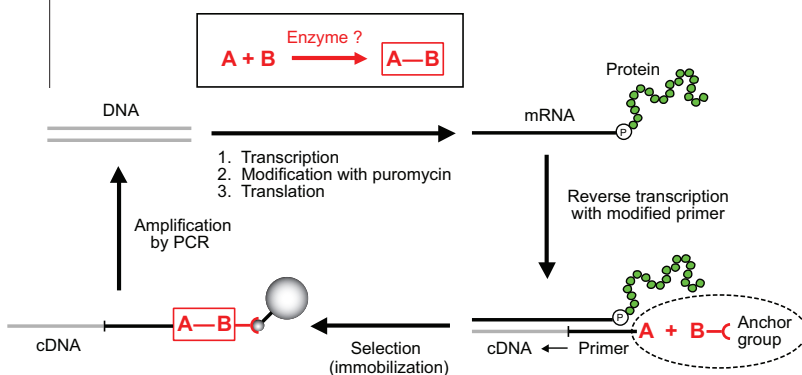 Enzyme ?
A + B
A—B
Protein
DNA
mRNA
P
1. Transcription
2. Modification with puromycin
3. Translation
Reverse transcription
with modified primer
Amplification
by PCR
P
A—B
A + B
Anchor
group
cDNA
Selection
(immobilization)
cDNA
Primer